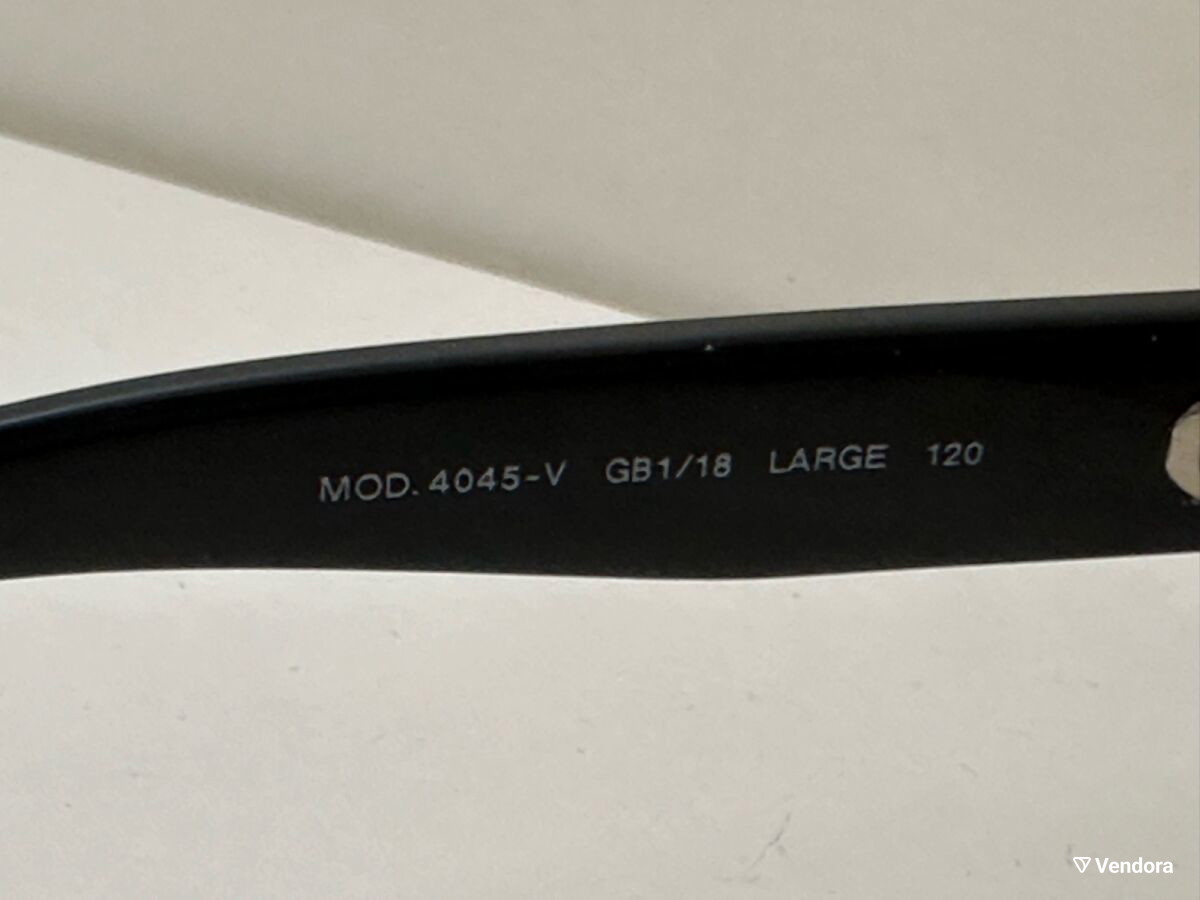 MOD. 4045-V GB1/18 LARGE 120
Vendora